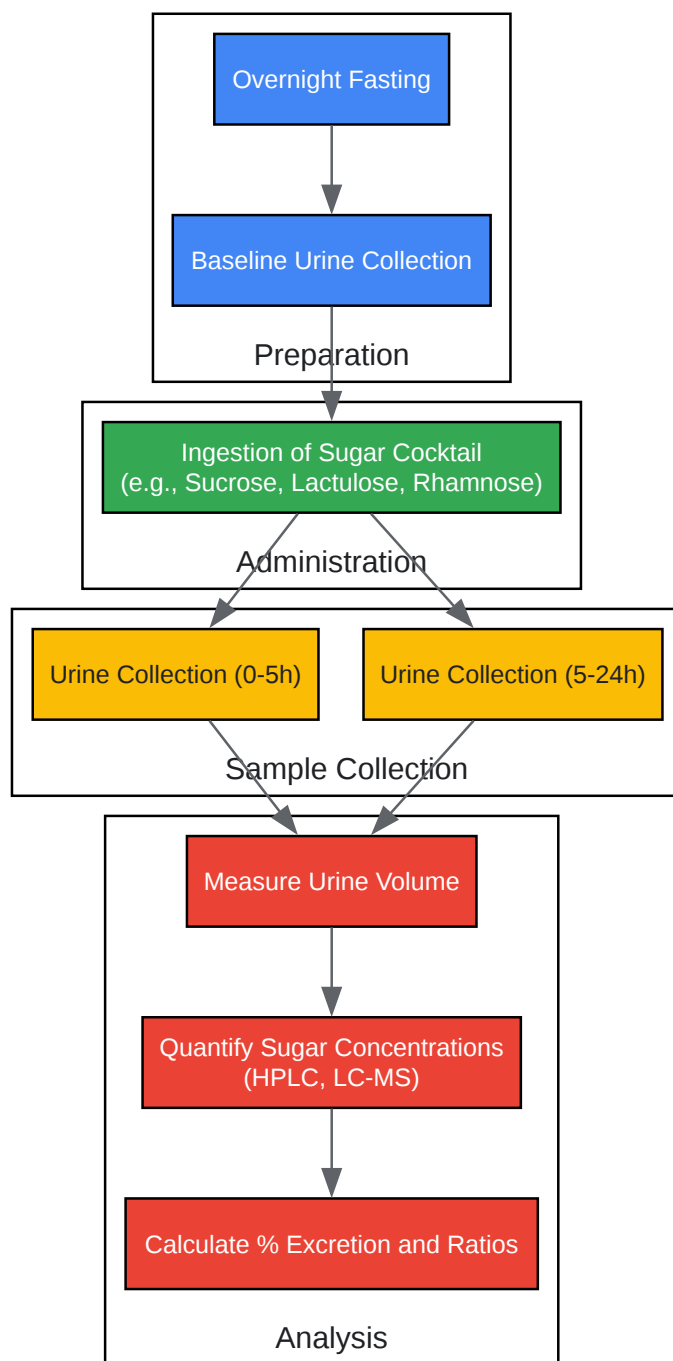 Overnight Fasting
Baseline Urine Collection
Preparation
Ingestion of Sugar Cocktail
(e.g., Sucrose, Lactulose, Rhamnose)
Administration
Urine Collection (0-5h)
Urine Collection (5-24h)
Sample Collection
Measure Urine Volume
Quantify Sugar Concentrations
(HPLC, LC-MS)
Calculate % Excretion and Ratios
Analysis